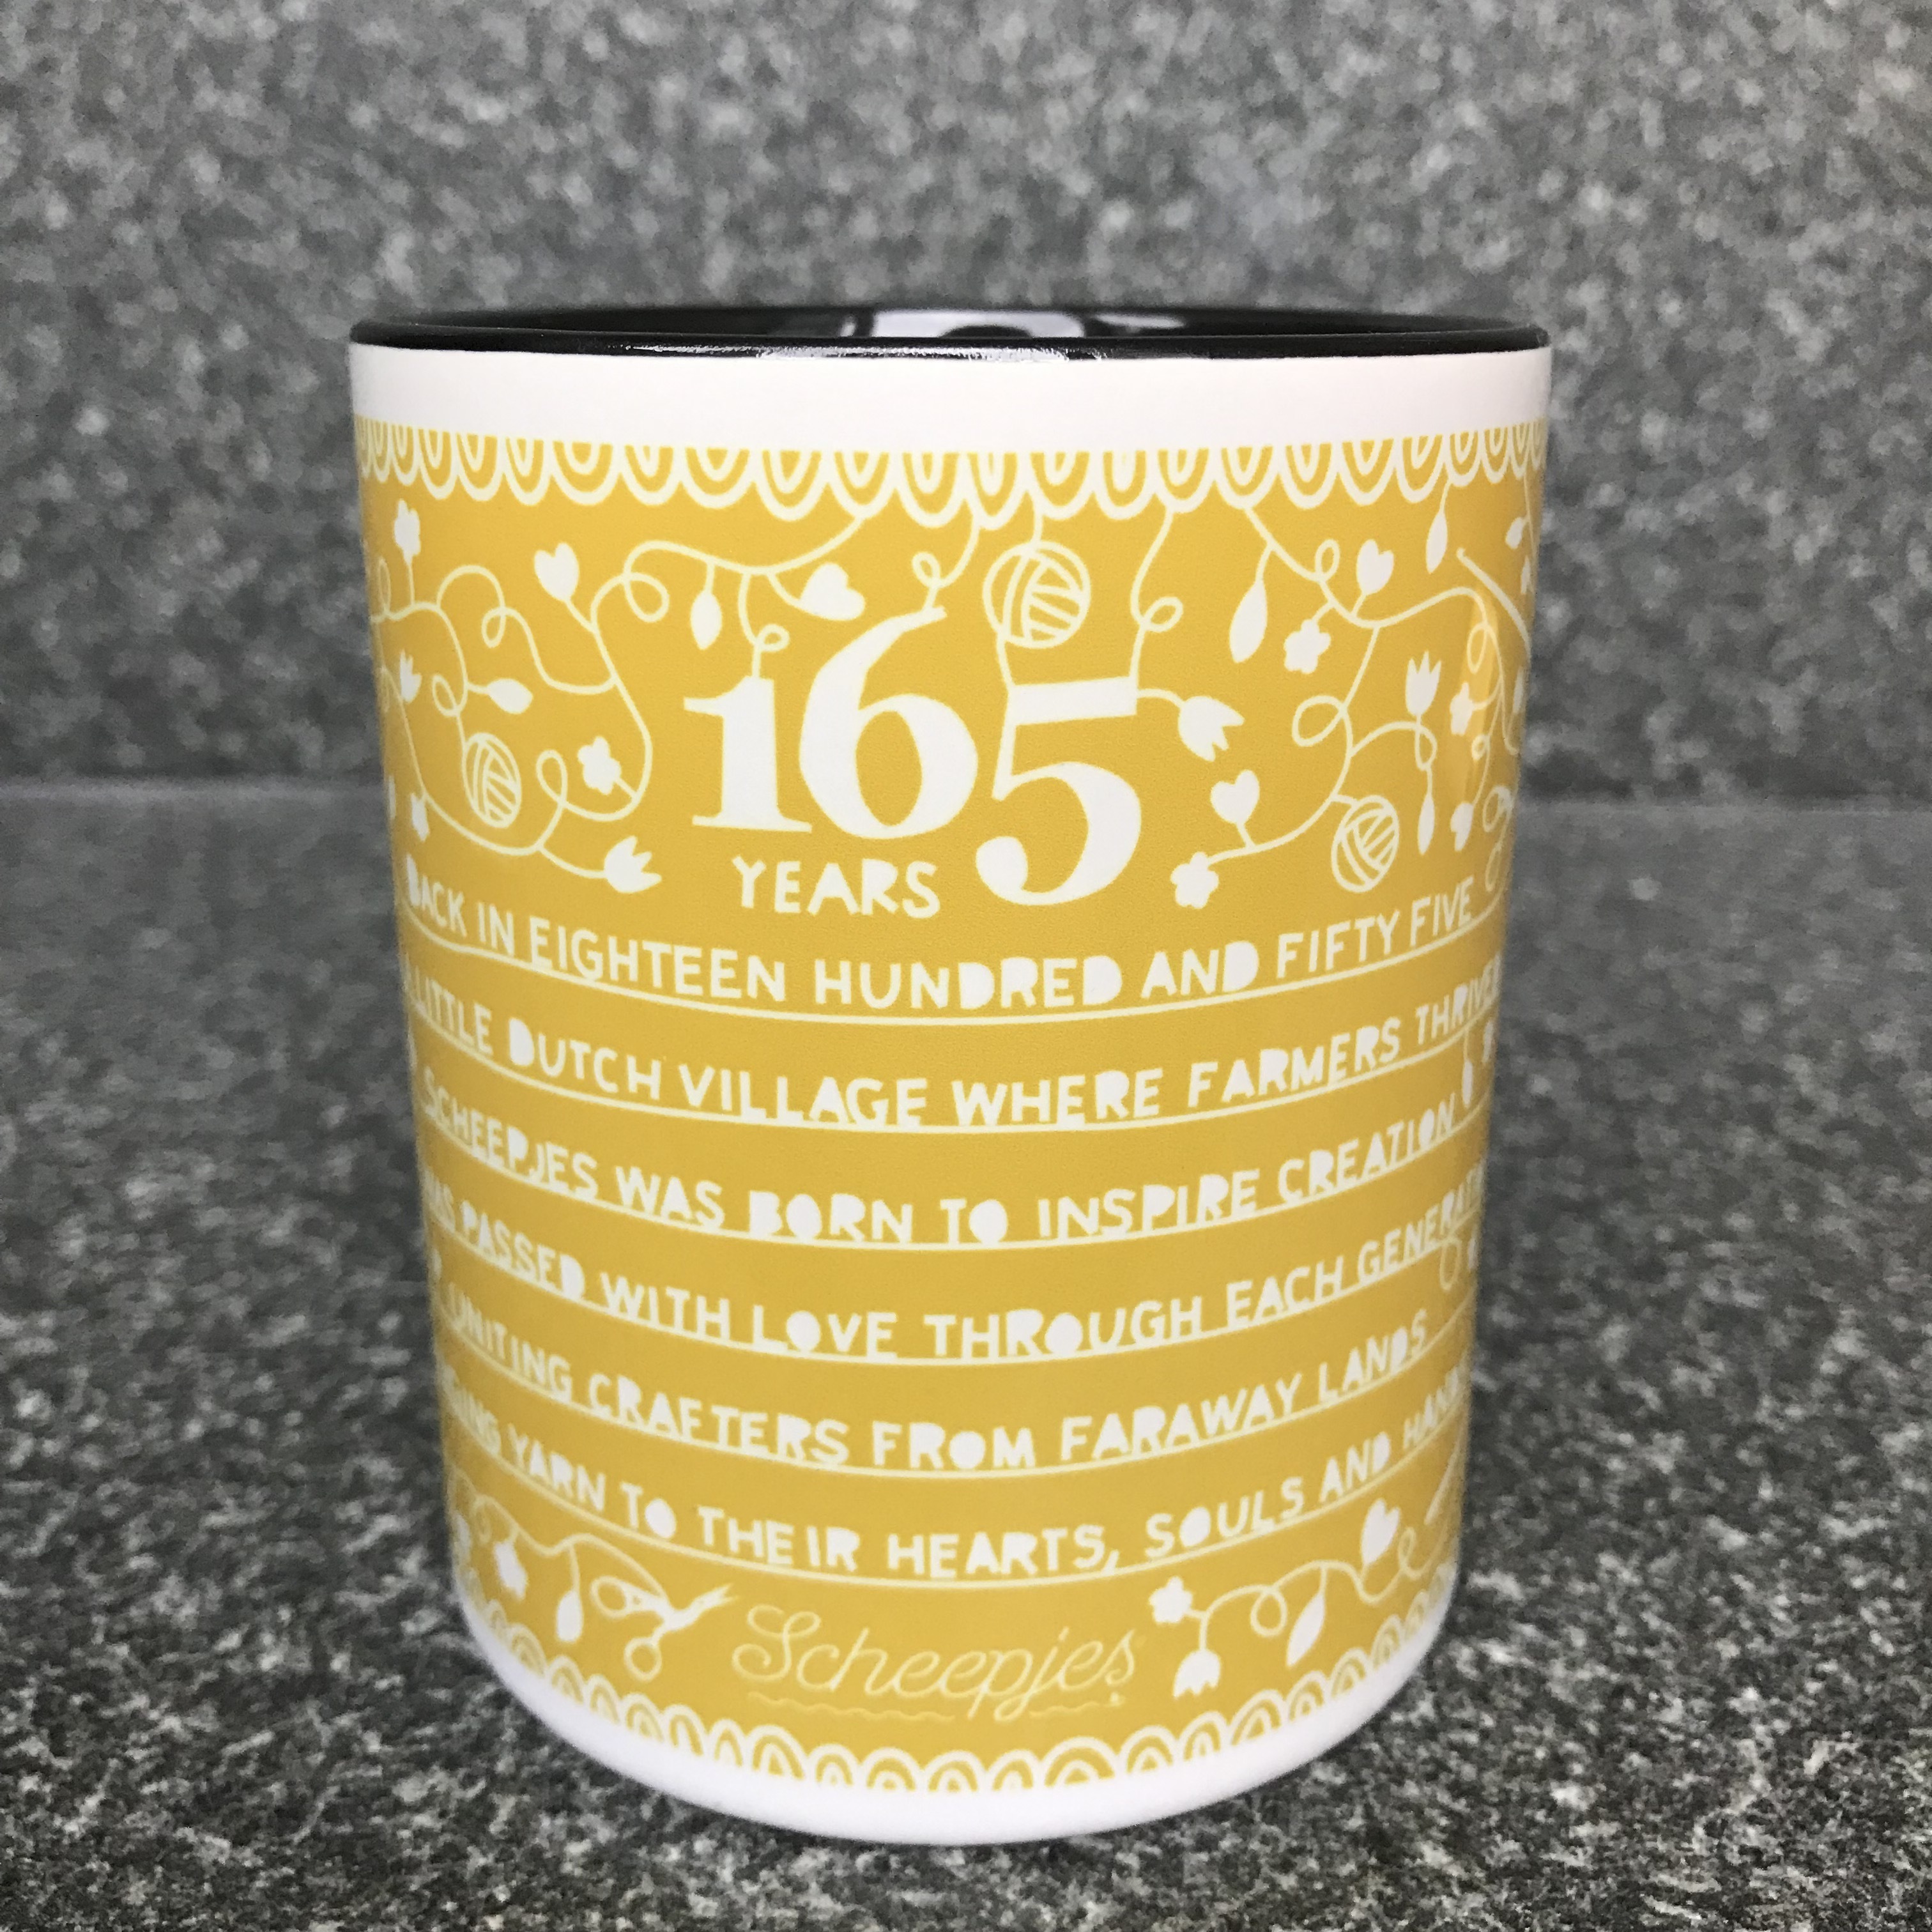 165
YEARS
BACK IN EIGHTEEN HUNDRED AND FIFTY FIVE
LITTLE DUTCH VILLAGE WHERE FARMERS
SCHEEPJES WAS BORN TO INSPIRE CREATION
PASSED WITH LOVE THROUGH EACH
UNITING CRAFTERS FROM FARAWAY LANDS
YARN TO THEIR HEARTS, SOULS AND
Scheepjes